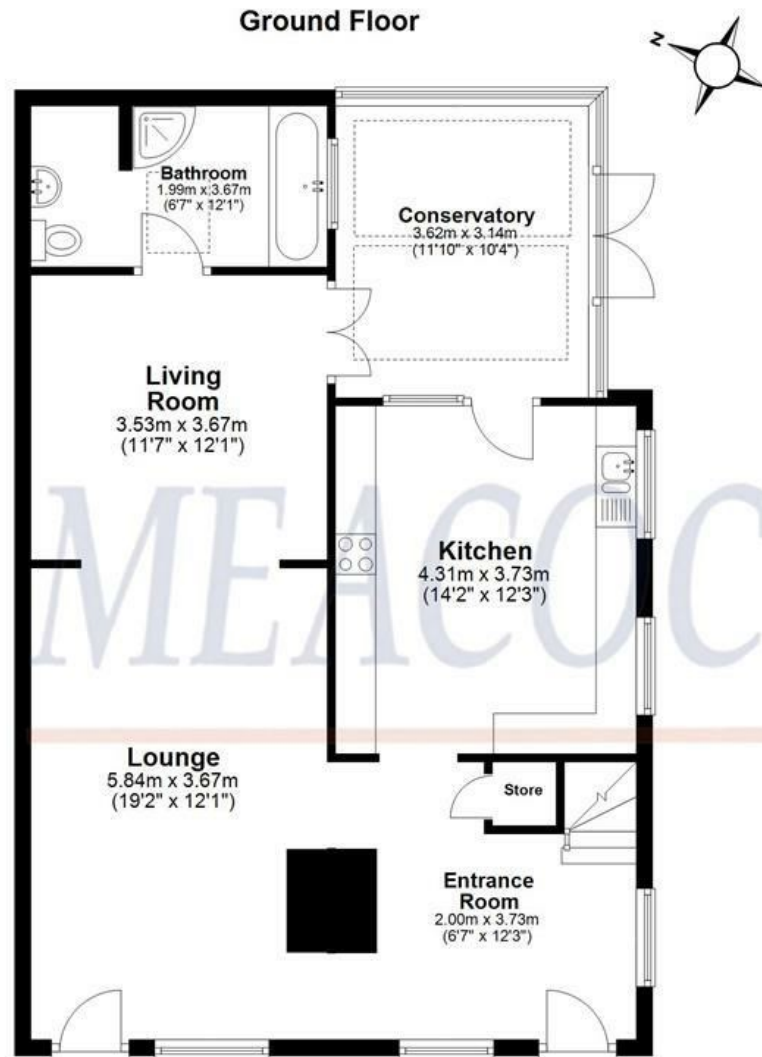 Ground Floor
N
Bathroom
1.99m x 3.67m
(6'7" x 12'1")
Conservatory
3.62m x 3.14m
(11'10" x 10'4")
Living
Room
3.53m x 3.67m
(11'7" x 12'1")
Kitchen
4.31m x 3.73m
(14'2" x 12'3")
MEACOC
Lounge
5.84m x 3.67m
(19'2" x 12'1")
Store
N
Entrance
Room
2.00m x 3.73m
(6'7" x 12'3")